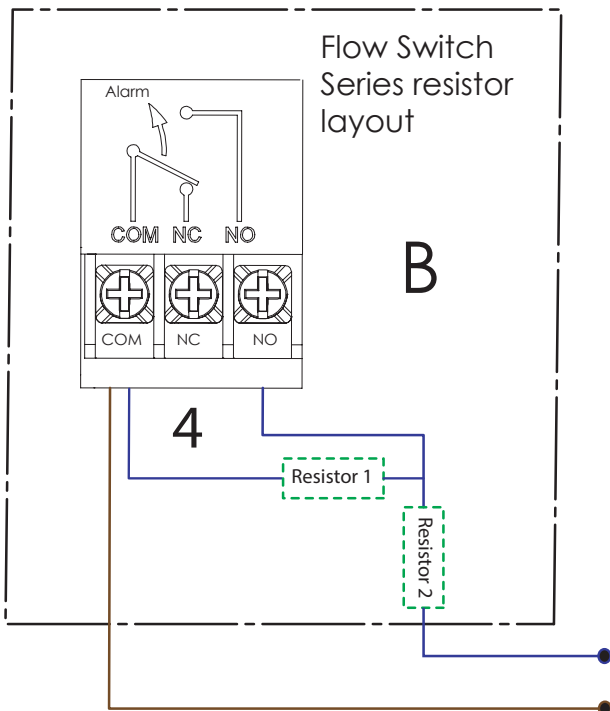 Flow Switch
Series resistor
layout
Alarm
COM NC NO
B
COM NC NO
4
Resistor 1
Resistor 2